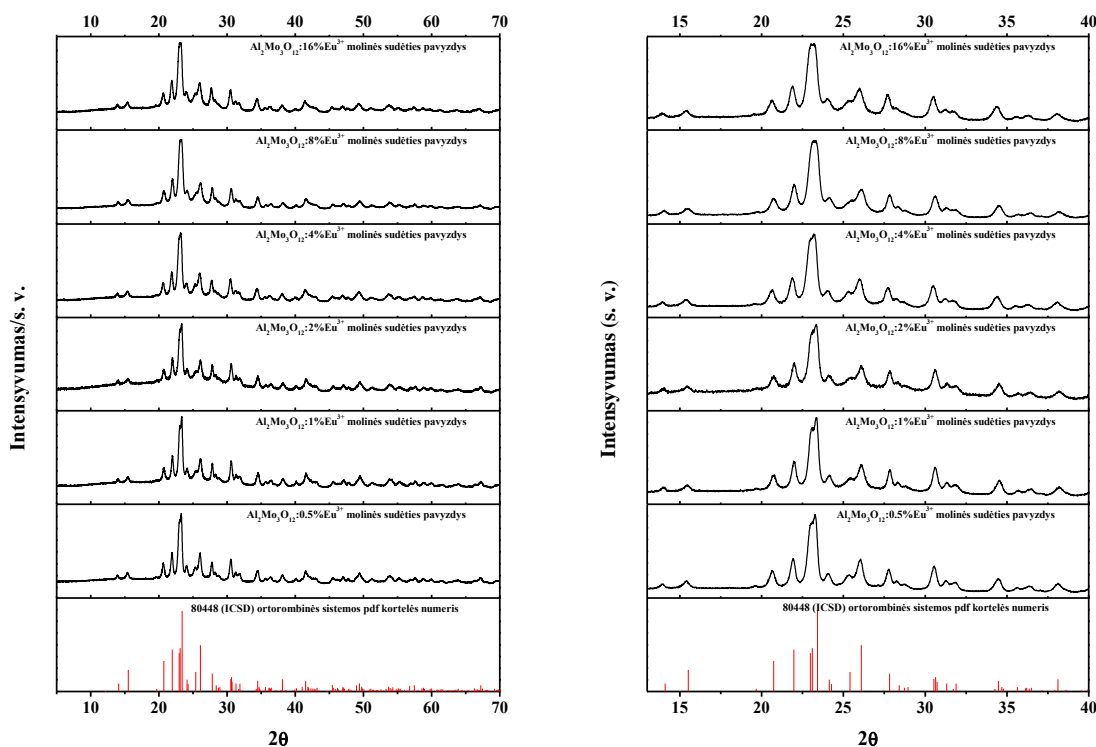 10 20 30 40 50 60 70
Al₂Mo₃O₁₂:16%Eu³⁺ molinės sudėties pavyzdys
Al₂Mo₃O₁₂:8%Eu³⁺ molinės sudėties pavyzdys
Al₂Mo₃O₁₂:4%Eu³⁺ molinės sudėties pavyzdys
Al₂Mo₃O₁₂:2%Eu³⁺ molinės sudėties pavyzdys
Al₂Mo₃O₁₂:1%Eu³⁺ molinės sudėties pavyzdys
Al₂Mo₃O₁₂:0.5%Eu³⁺ molinės sudėties pavyzdys
80448 (ICSD) ortorombinės sistemos pdf kortelės numeris
Intensyvumas/s. v.
10 20 30 40 50 60 70
2θ
15 20 25 30 35 40
Al₂Mo₃O₁₂:16%Eu³⁺ molinės sudėties pavyzdys
Al₂Mo₃O₁₂:8%Eu³⁺ molinės sudėties pavyzdys
Al₂Mo₃O₁₂:4%Eu³⁺ molinės sudėties pavyzdys
Al₂Mo₃O₁₂:2%Eu³⁺ molinės sudėties pavyzdys
Al₂Mo₃O₁₂:1%Eu³⁺ molinės sudėties pavyzdys
Al₂Mo₃O₁₂:0.5%Eu³⁺ molinės sudėties pavyzdys
80448 (ICSD) ortorombinės sistemos pdf kortelės numeris
Intensyvumas (s. v.)
15 20 25 30 35 40
2θ